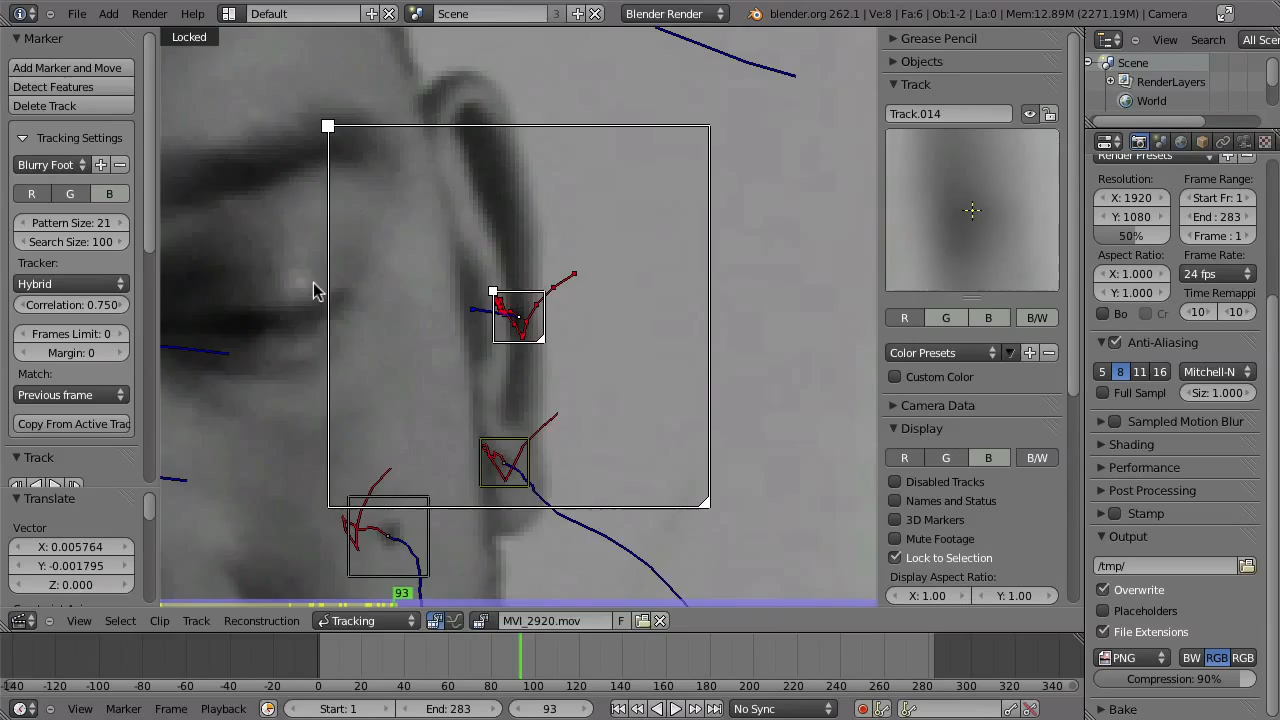 File Add Render Help Default Scene 3 Blender Render blender.org 262.1 | Ve:8 | Fa:6 | Ob:1-2 | La:0 | Mem:12.89M (2271.19M) | Camera
Marker
Add Marker and Move
Detect Features
Delete Track
Tracking Settings
Blurry Foot
R G B
Pattern Size: 21
Search Size: 100
Tracker:
Hybrid
Correlation: 0.750
Frames Limit: 0
Margin: 0
Match:
Previous frame
Copy From Active Trac
Track
Translate
Vector
X: 0.005764
Y: -0.001795
Z: 0.000
Locked
93
Grease Pencil
Objects
Track
Track.014
R G B B/W
Color Presets
Custom Color
Camera Data
Display
R G B B/W
Disabled Tracks
Names and Status
3D Markers
Mute Footage
Lock to Selection
Display Aspect Ratio:
X: 1.00 Y: 1.00
View Search All Sce
Scene
RenderLayers
World
Render Presets
Resolution: Frame Range:
X: 1920 Start Fr: 1
Y: 1080 End : 283
50% Frame : 1
Aspect Ratio: Frame Rate:
X: 1.000 24 fps
Y: 1.000 Time Remappi
Bo Cr 10 10
Anti-Aliasing
5 8 11 16 Mitchell-N
Full Sampl Siz: 1.000
Sampled Motion Blur
Shading
Performance
Post Processing
Stamp
Output
/tmp/
Overwrite
Placeholders
File Extensions
PNG BW RGB RGB
Compression: 90%
Bake
View Select Clip Track Reconstruction Tracking MVI_2920.mov F
-140 -120 -100 -80 -60 -40 -20 0 20 40 60 80 100 120 140 160 180 200 220 240 260 280 300 320 340
View Marker Frame Playback Start: 1 End: 283 93 No Sync